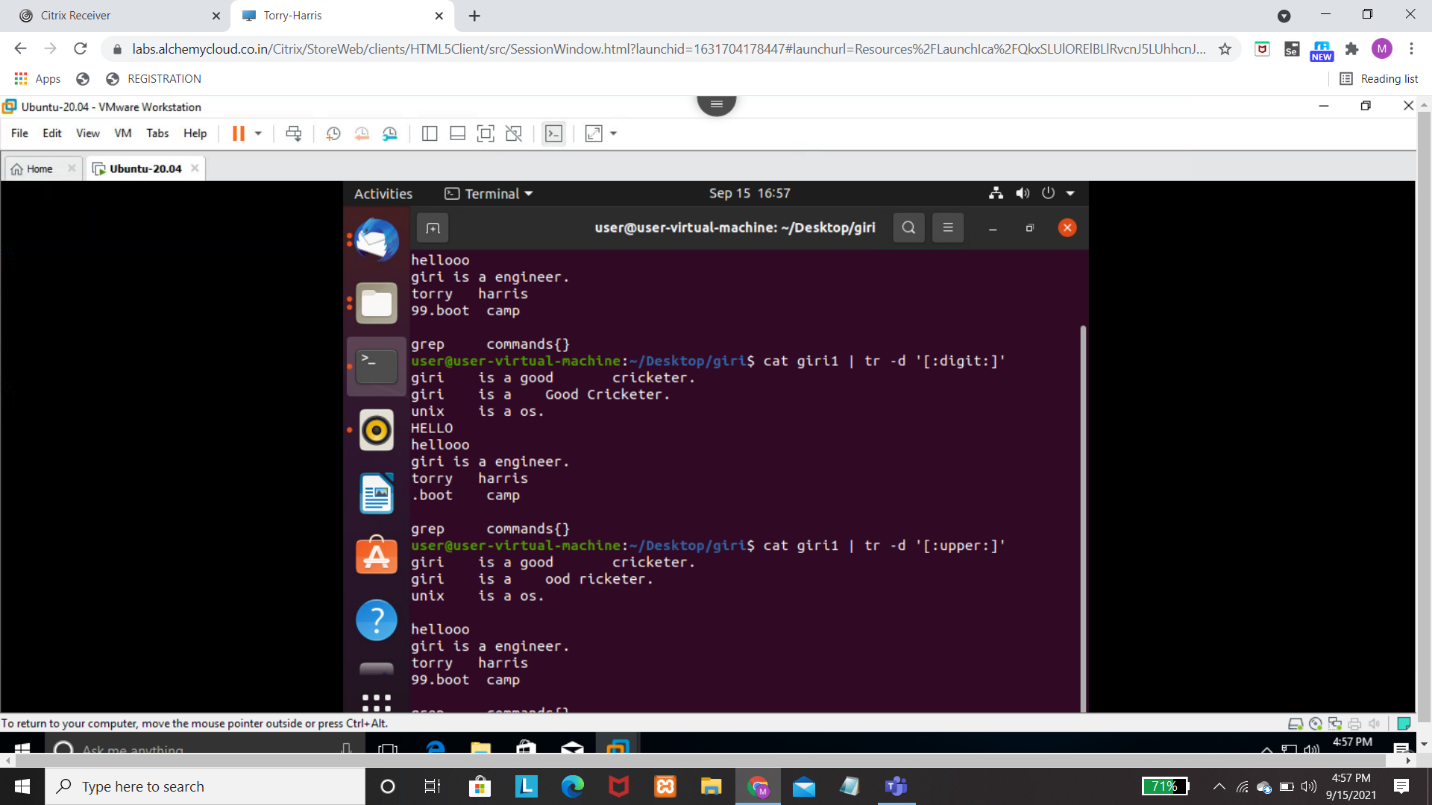 Citrix Receiver
Torry-Harris
labs.alchemycloud.co.in/Citrix/StoreWeb/clients/HTML5Client/src/SessionWindow.html?launchid=1631704178447#launchurl=Resources%2FLaunchIca%2FQkxSLUlORElBLlRvcnJ5LUhhcnJ...
Se
NEW
M
Apps
REGISTRATION
Reading list
Ubuntu-20.04 - VMware Workstation
File Edit View VM Tabs Help
Home
Ubuntu-20.04
Activities
Terminal
Sep 15 16:57
user@user-virtual-machine: ~/Desktop/giri
hellooo
giri is a engineer.
torry   harris
99.boot  camp
grep     commands{}
user@user-virtual-machine:~/Desktop/giri$ cat giri1 | tr -d '[:digit:]'
giri    is a good       cricketer.
giri    is a    Good Cricketer.
unix    is a os.
HELLO
hellooo
giri is a engineer.
torry   harris
.boot    camp
grep     commands{}
user@user-virtual-machine:~/Desktop/giri$ cat giri1 | tr -d '[:upper:]'
giri    is a good       cricketer.
giri    is a    ood ricketer.
unix    is a os.
hellooo
giri is a engineer.
torry   harris
99.boot  camp
grep     commands{}
To return to your computer, move the mouse pointer outside or press Ctrl+Alt.
Ask me anything
4:57 PM
Type here to search
L
71%
4:57 PM
9/15/2021